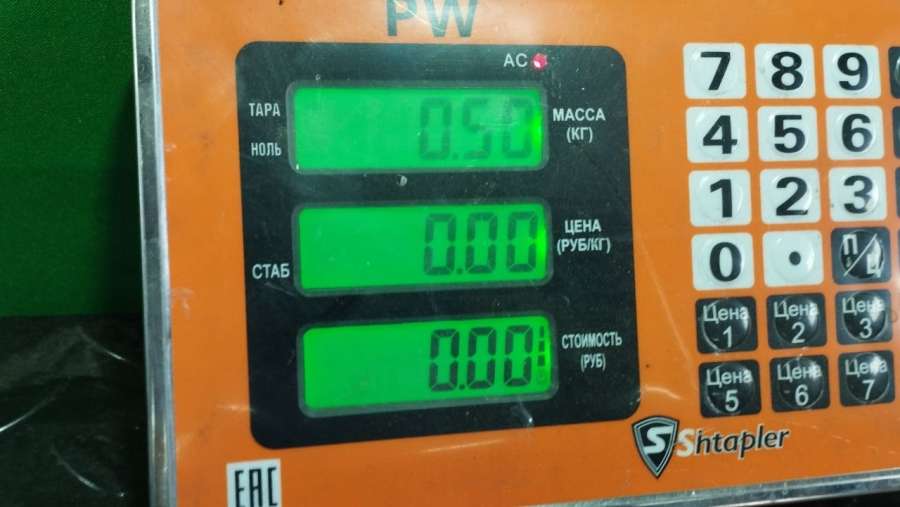 PW
AC
ТАРА
НОЛЬ
0.50
МАССА
(КГ)
СТАБ
0.00
ЦЕНА
(РУБ/КГ)
0.00
СТОИМОСТЬ
(РУБ)
7 8 9
4 5 6
1 2 3
0 •
Цена 1
Цена 2
Цена 3
Цена 5
Цена 6
Цена 7
S Shtapler
EAC